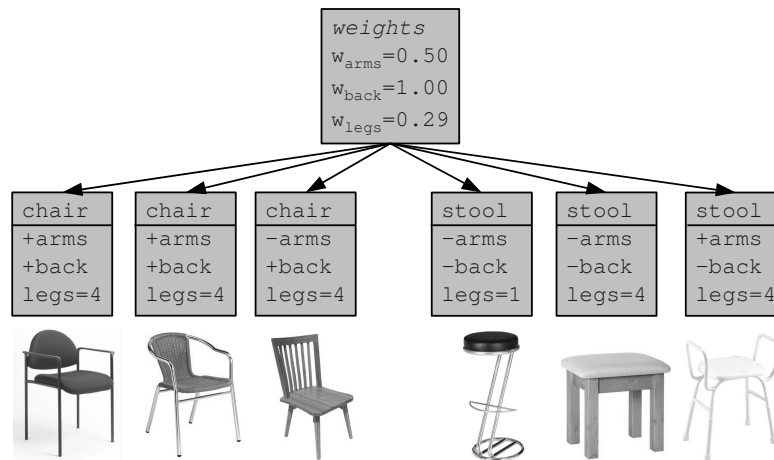 weights
w_arms=0.50
w_back=1.00
w_legs=0.29
chair
+arms
+back
legs=4
chair
+arms
+back
legs=4
chair
−arms
+back
legs=4
stool
−arms
−back
legs=1
stool
−arms
−back
legs=4
stool
+arms
−back
legs=4